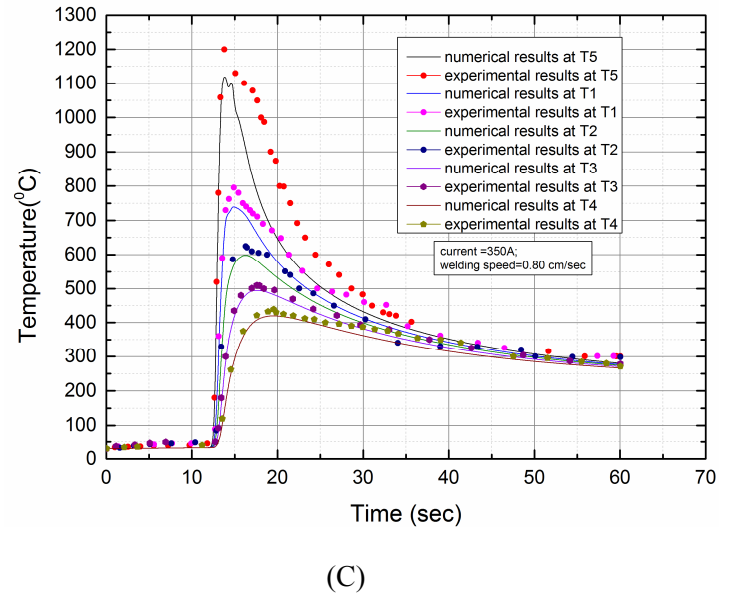 1300
1200
1100
1000
900
800
700
600
500
400
300
200
100
0
Temperature(⁰C)
numerical results at T5
experimental results at T5
numerical results at T1
experimental results at T1
numerical results at T2
experimental results at T2
numerical results at T3
experimental results at T3
numerical results at T4
experimental results at T4
current =350A;
welding speed=0.80 cm/sec
0 10 20 30 40 50 60 70
Time (sec)
(C)